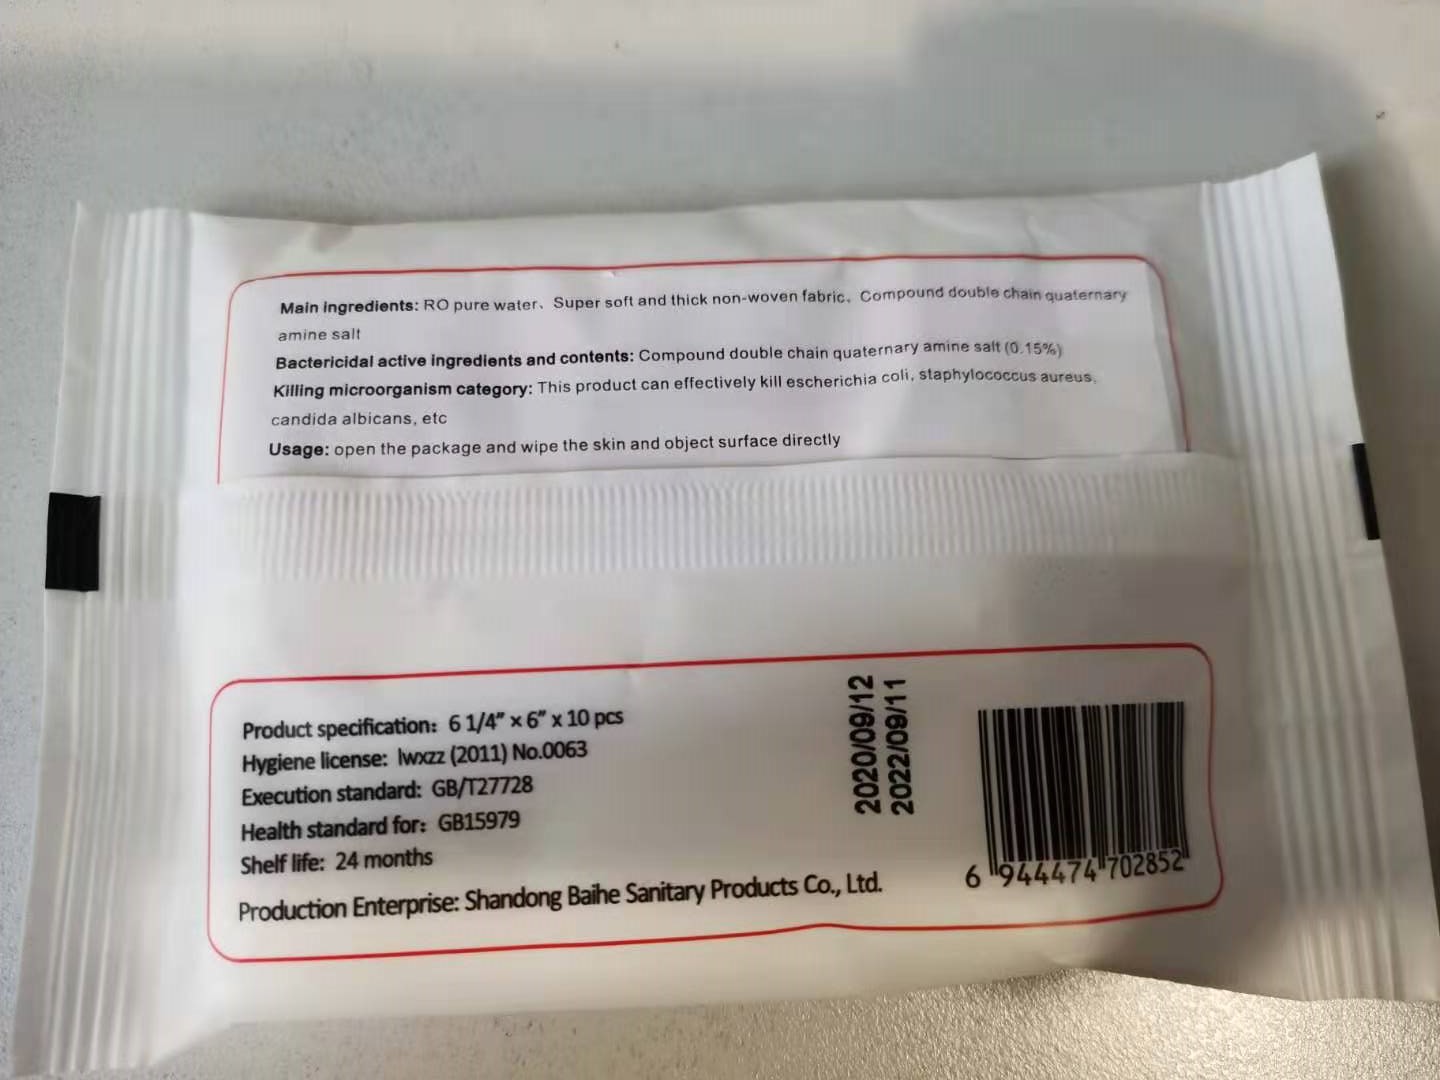 Main ingredients: RO pure water、Super soft and thick non-woven fabric、Compound double chain quaternary
amine salt
Bactericidal active ingredients and contents: Compound double chain quaternary amine salt (0.15%)
Killing microorganism category: This product can effectively kill escherichia coli, staphylococcus aureus,
candida albicans, etc
Usage: open the package and wipe the skin and object surface directly
Product specification: 6 1/4" × 6" x 10 pcs
Hygiene license: lwxzz (2011) No.0063
Execution standard: GB/T27728
Health standard for: GB15979
Shelf life: 24 months
Production Enterprise: Shandong Baihe Sanitary Products Co., Ltd.
2020/09/12
2022/09/11
6 944474 702852